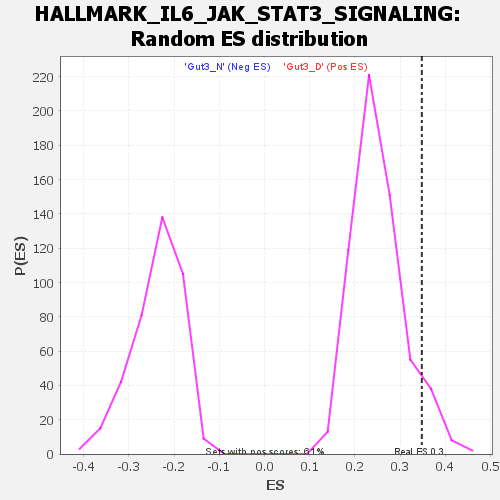 HALLMARK_IL6_JAK_STAT3_SIGNALING:
Random ES distribution
'Gut3_N' (Neg ES) 'Gut3_D' (Pos ES)
220
200
180
160
140
120
100
80
60
40
20
0
P(ES)
Sets with pos scores:
Real ES 0.3
-0.4 -0.3 -0.2 -0.1 0.0 0.1 0.2 0.3 0.4 0.5
ES